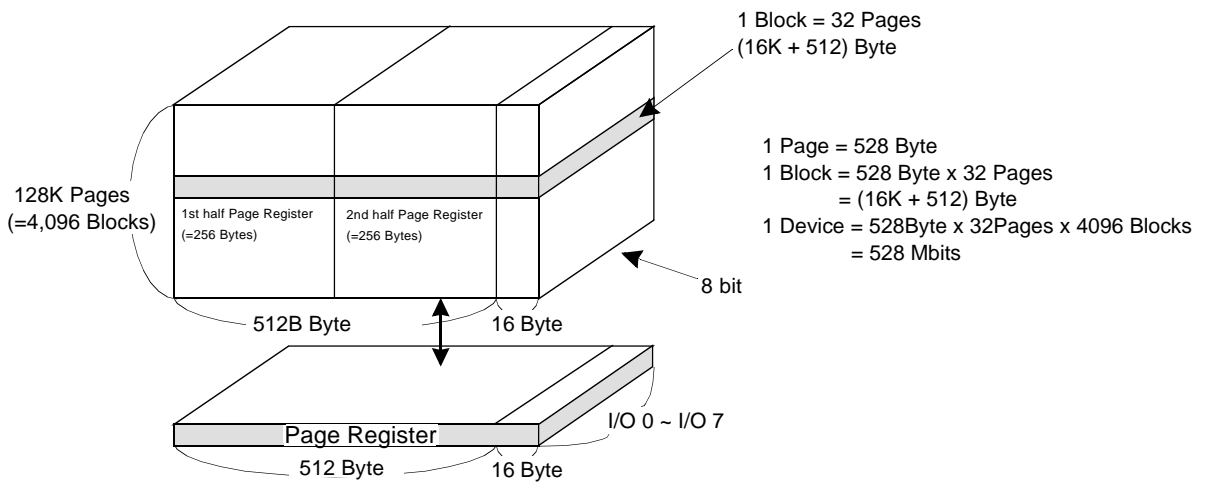 1 Block = 32 Pages
(16K + 512) Byte
1 Page = 528 Byte
1 Block = 528 Byte x 32 Pages
= (16K + 512) Byte
1 Device = 528Byte x 32Pages x 4096 Blocks
= 528 Mbits
128K Pages
(=4,096 Blocks)
1st half Page Register
(=256 Bytes)
2nd half Page Register
(=256 Bytes)
8 bit
512B Byte
16 Byte
I/O 0 ~ I/O 7
Page Register
512 Byte
16 Byte